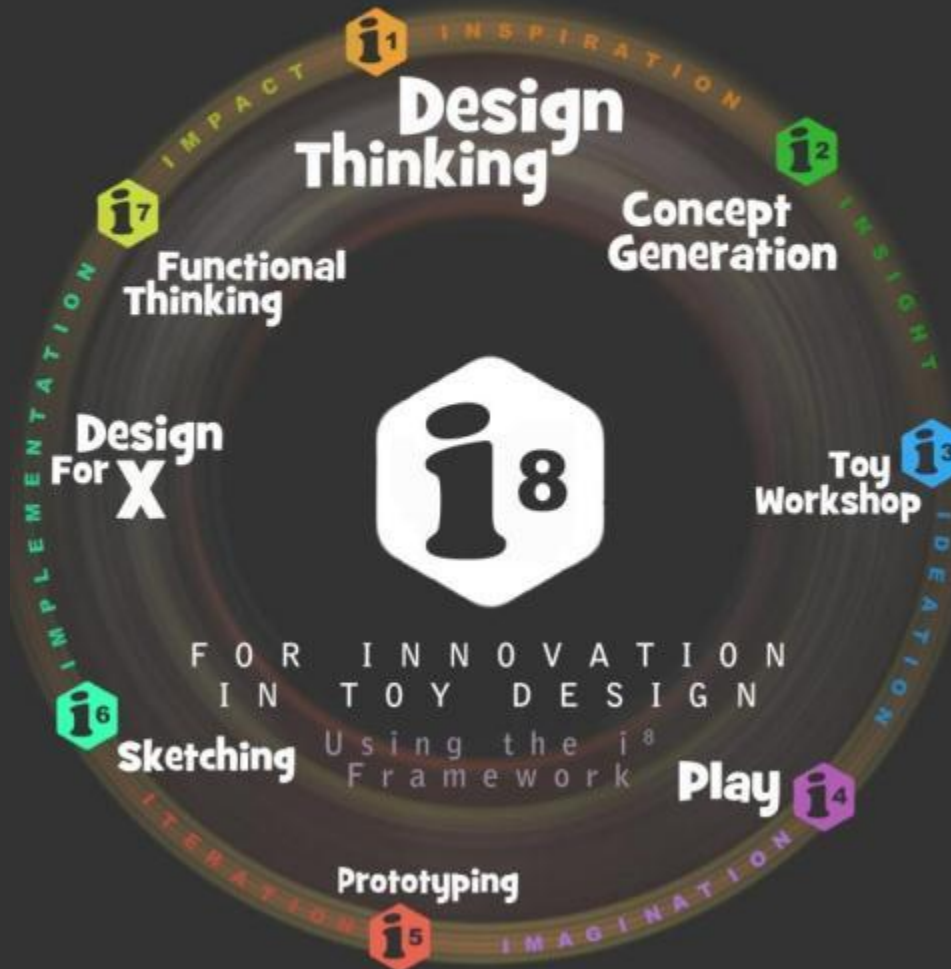 i1
INSPIRATION
Design
Thinking
i2
INSIGHT
Concept
Generation
i3
IDEATION
Toy
Workshop
i4
IMAGINATION
Play
i5
ITERATION
Prototyping
i6
IMPLEMENTATION
Sketching
Design
For X
i7
IMPACT
Functional
Thinking
i8
FOR INNOVATION
IN TOY DESIGN
Using the i8
Framework